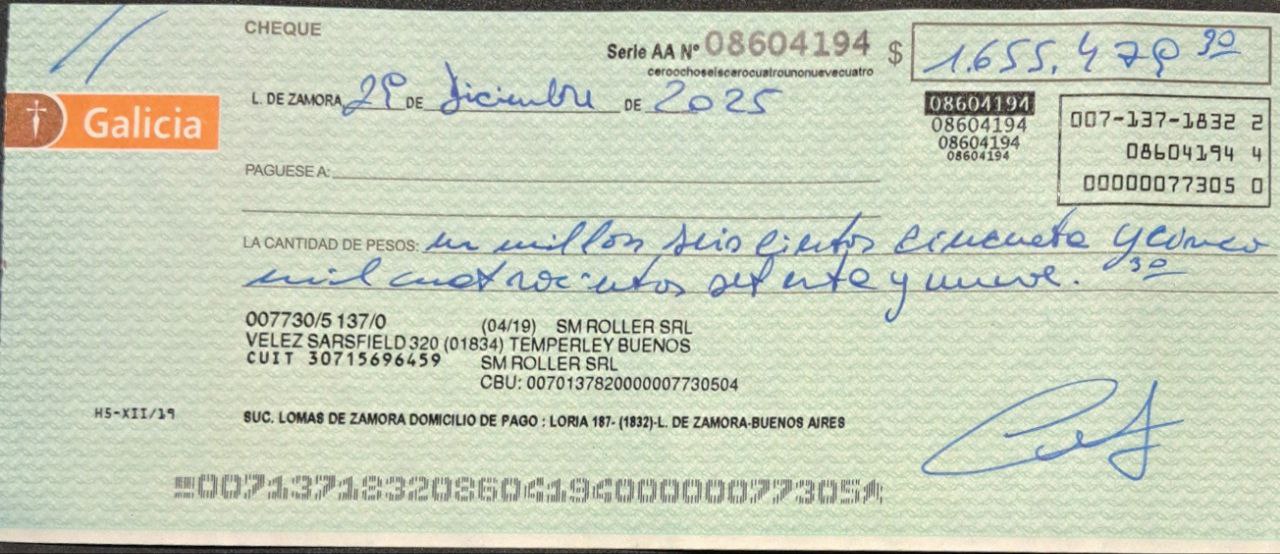 CHEQUE
Serie AA Nº 08604194
ceroochoseiscerocuatrounonuevecuatro
$ 1.655.479 30
L. DE ZAMORA, 29 DE Diciembre DE 2025
Galicia
08604194
08604194
08604194
08604194
007-137-1832 2
08604194 4
00000077305 0
PAGUESE A:
LA CANTIDAD DE PESOS: un millon seiscientos cincuenta y cinco
mil cuatrocientos setenta y nueve. 30
007730/5 137/0 (04/19) SM ROLLER SRL
VELEZ SARSFIELD 320 (01834) TEMPERLEY BUENOS
CUIT 30715696459 SM ROLLER SRL
CBU: 0070137820000007730504
H5-XII/19
SUC. LOMAS DE ZAMORA DOMICILIO DE PAGO : LORIA 187- (1832)-L. DE ZAMORA-BUENOS AIRES
00713718320860419400000077305